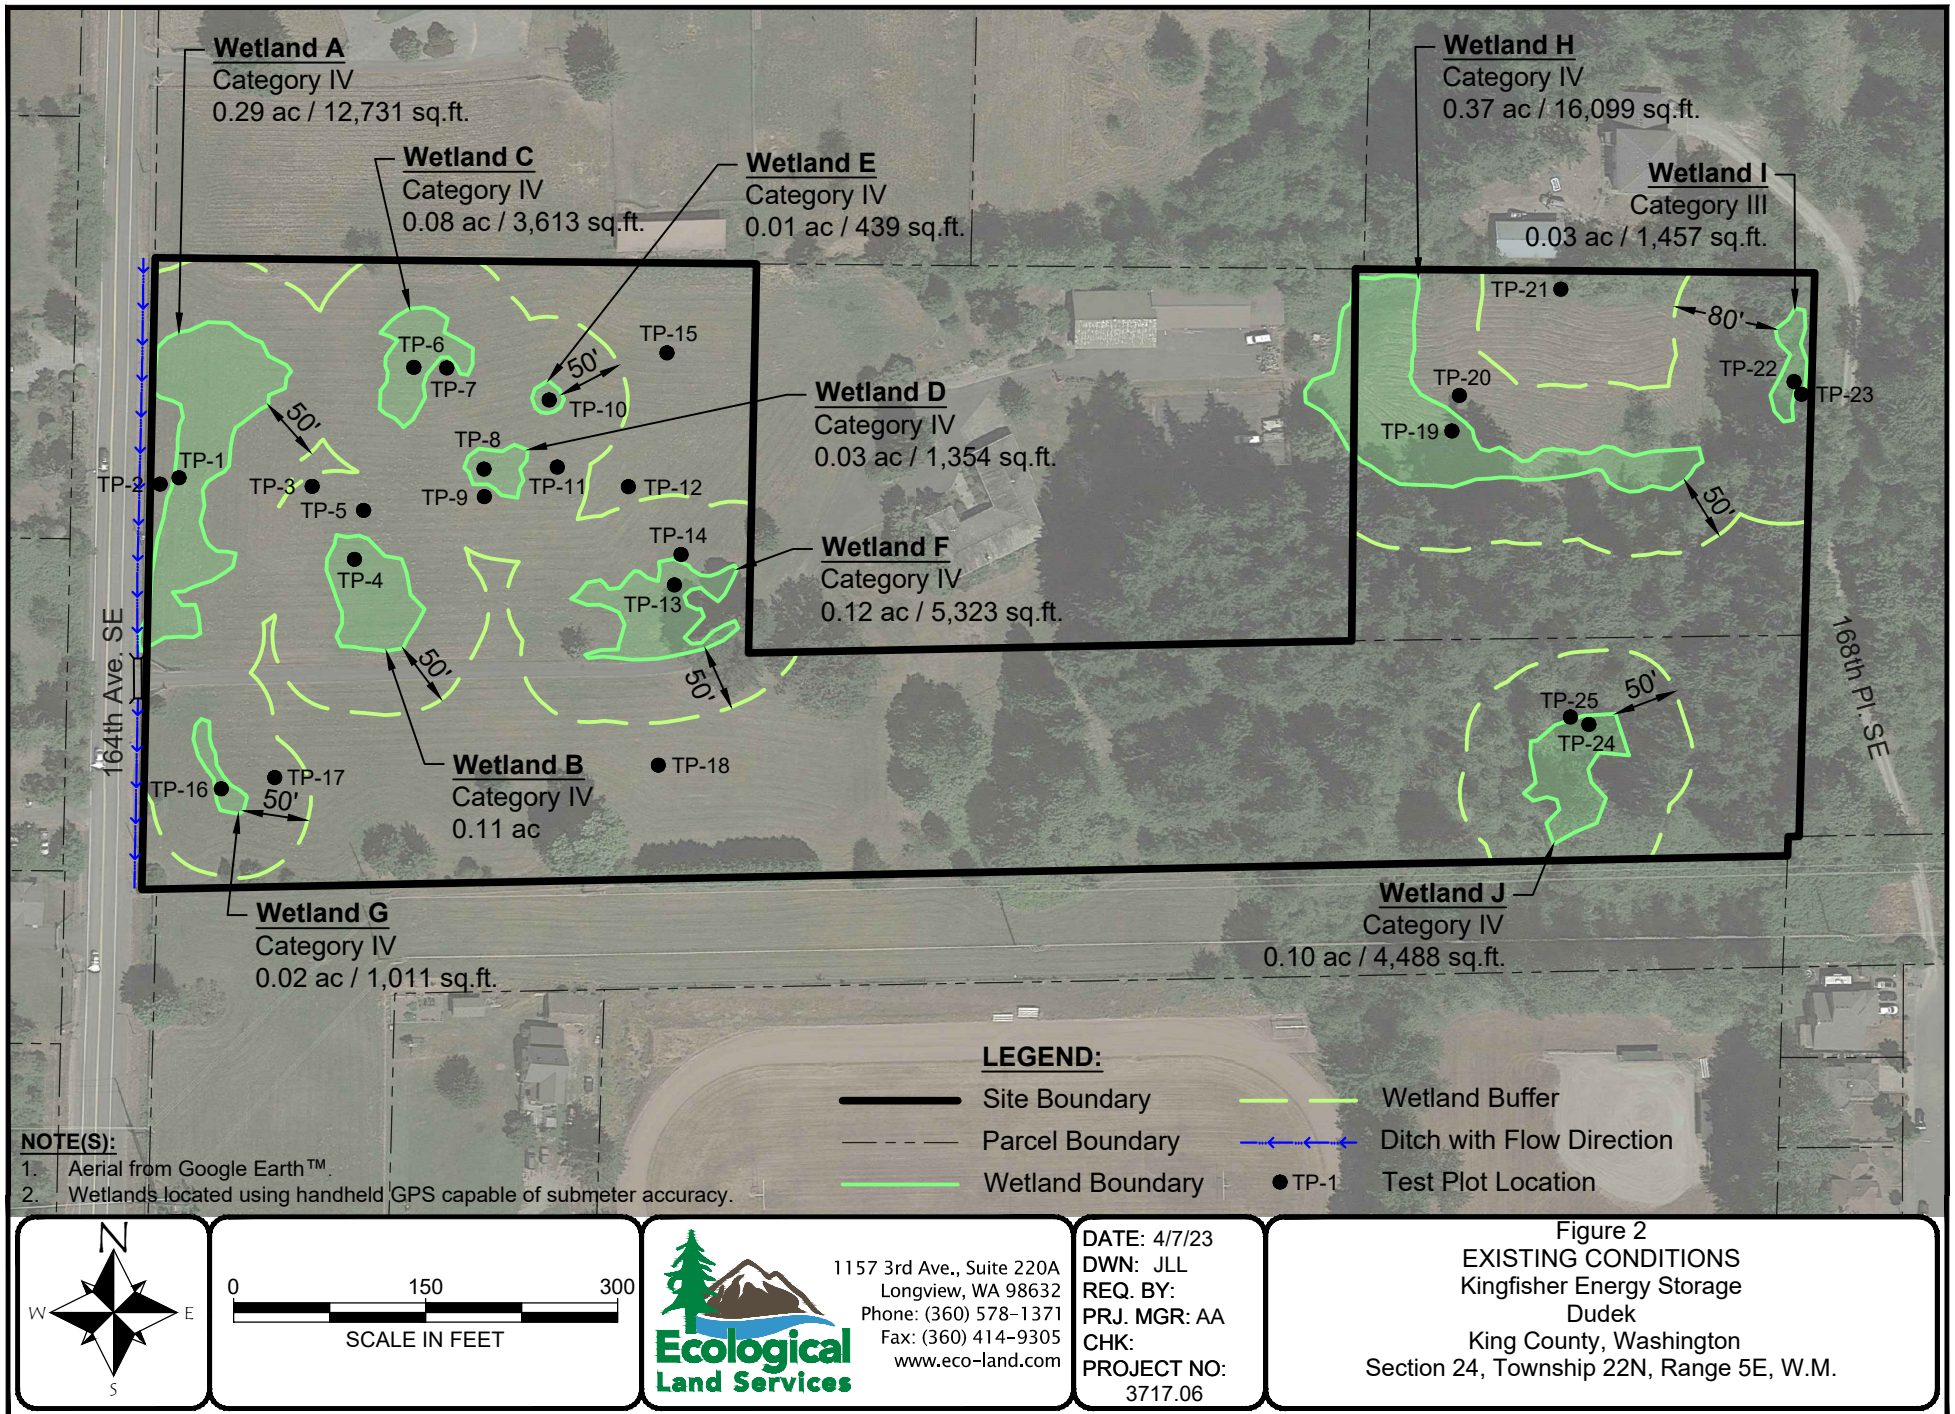 Wetland A
Category IV
0.29 ac / 12,731 sq.ft.
Wetland C
Category IV
0.08 ac / 3,613 sq.ft.
Wetland E
Category IV
0.01 ac / 439 sq.ft.
Wetland H
Category IV
0.37 ac / 16,099 sq.ft.
Wetland I
Category III
0.03 ac / 1,457 sq.ft.
TP-21
80'
TP-15
TP-6
TP-7
50'
TP-10
50'
TP-22
TP-23
TP-20
TP-19
Wetland D
Category IV
0.03 ac / 1,354 sq.ft.
TP-8
TP-1
TP-2
TP-3
TP-5
TP-9
TP-11
TP-12
50'
TP-14
Wetland F
Category IV
0.12 ac / 5,323 sq.ft.
TP-4
TP-13
164th Ave. SE
168th Pl. SE
50'
50'
50'
TP-25
TP-24
Wetland B
Category IV
0.11 ac
TP-18
TP-17
TP-16
50'
Wetland G
Category IV
0.02 ac / 1,011 sq.ft.
Wetland J
Category IV
0.10 ac / 4,488 sq.ft.
LEGEND:
Site Boundary
Parcel Boundary
Wetland Boundary
Wetland Buffer
Ditch with Flow Direction
TP-1
Test Plot Location
NOTE(S):
1. Aerial from Google Earth™.
2. Wetlands located using handheld GPS capable of submeter accuracy.
N
W
E
S
0
150
300
SCALE IN FEET
Ecological
Land Services
1157 3rd Ave., Suite 220A
Longview, WA 98632
Phone: (360) 578-1371
Fax: (360) 414-9305
www.eco-land.com
DATE: 4/7/23
DWN: JLL
REQ. BY:
PRJ. MGR: AA
CHK:
PROJECT NO:
3717.06
Figure 2
EXISTING CONDITIONS
Kingfisher Energy Storage
Dudek
King County, Washington
Section 24, Township 22N, Range 5E, W.M.